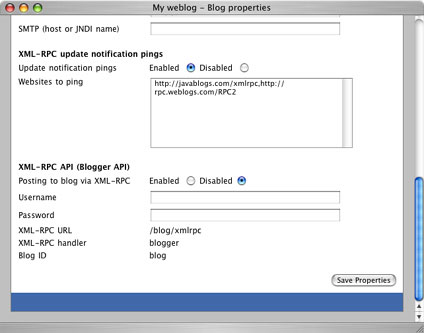 My weblog - Blog properties
SMTP (host or JNDI name)
XML-RPC update notification pings
Update notification pings Enabled Disabled
Websites to ping http://javablogs.com/xmlrpc,http://
rpc.weblogs.com/RPC2
XML-RPC API (Blogger API)
Posting to blog via XML-RPC Enabled Disabled
Username
Password
XML-RPC URL /blog/xmlrpc
XML-RPC handler blogger
Blog ID blog
Save Properties